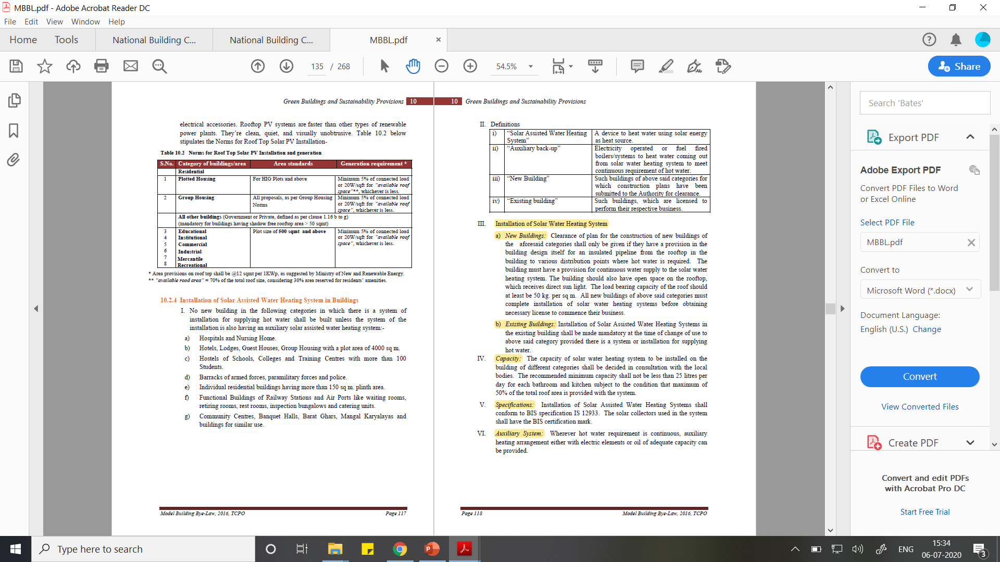 MBBL.pdf - Adobe Acrobat Reader DC
File Edit View Window Help
Home Tools National Building C... National Building C... MBBL.pdf ×
135 / 268 54.5% Share
Green Buildings and Sustainability Provisions 10
electrical accessories. Rooftop PV systems are faster than other types of renewable
power plants. They're clean, quiet, and visually unobtrusive. Table 10.2 below
stipulates the Norms for Roof Top Solar PV Installation-
Table 10.2 Norms for Roof Top Solar PV Installation and generation
S.No. Category of buildings/area Area standards Generation requirement *
Residential
1 Plotted Housing For HIG Plots and above Minimum 5% of connected load
or 20W/sqft for "available roof
space"**, whichever is less.
2 Group Housing All proposals, as per Group Housing Minimum 5% of connected load
Norms or 20W/sqft for "available roof
space", whichever is less.
All other buildings (Government or Private, defined as per clause 1.16 b to g)
(mandatory for buildings having shadow free rooftop area > 50 sqmt)
3 Educational Plot size of 500 sqmt and above Minimum 5% of connected load
4 Institutional or 20W/sqft for "available roof
5 Commercial space", whichever is less.
6 Industrial
7 Mercantile
8 Recreational
* Area provisions on roof top shall be @12 sqmt per 1KWp, as suggested by Ministry of New and Renewable Energy.
** "available rood area" = 70% of the total roof size, considering 30% area reserved for residents' amenities.
10.2.4 Installation of Solar Assisted Water Heating System in Buildings
I. No new building in the following categories in which there is a system of
installation for supplying hot water shall be built unless the system of the
installation is also having an auxiliary solar assisted water heating system:-
a) Hospitals and Nursing Home.
b) Hotels, Lodges, Guest Houses, Group Housing with a plot area of 4000 sq m.
c) Hostels of Schools, Colleges and Training Centres with more than 100
Students.
d) Barracks of armed forces, paramilitary forces and police.
e) Individual residential buildings having more than 150 sq m. plinth area.
f) Functional Buildings of Railway Stations and Air Ports like waiting rooms,
retiring rooms, rest rooms, inspection bungalows and catering units.
g) Community Centres, Banquet Halls, Barat Ghars, Mangal Karyalayas and
buildings for similar use.
Model Building Bye-Law, 2016, TCPO Page 117
10 Green Buildings and Sustainability Provisions
II. Definitions
i) "Solar Assisted Water Heating A device to heat water using solar energy
System" as heat source.
ii) "Auxiliary back-up" Electricity operated or fuel fired
boilers/systems to heat water coming out
from solar water heating system to meet
continuous requirement of hot water.
iii) "New Building" Such buildings of above said categories for
which construction plans have been
submitted to the Authority for clearance.
iv) "Existing building" Such buildings, which are licensed to
perform their respective business.
III. Installation of Solar Water Heating System
a) New Buildings: Clearance of plan for the construction of new buildings of
the aforesaid categories shall only be given if they have a provision in the
building design itself for an insulated pipeline from the rooftop in the
building to various distribution points where hot water is required. The
building must have a provision for continuous water supply to the solar water
heating system. The building should also have open space on the rooftop,
which receives direct sun light. The load bearing capacity of the roof should
at least be 50 kg. per sq m. All new buildings of above said categories must
complete installation of solar water heating systems before obtaining
necessary license to commence their business.
b) Existing Buildings: Installation of Solar Assisted Water Heating Systems in
the existing building shall be made mandatory at the time of change of use to
above said category provided there is a system or installation for supplying
hot water.
IV. Capacity: The capacity of solar water heating system to be installed on the
building of different categories shall be decided in consultation with the local
bodies. The recommended minimum capacity shall not be less than 25 litres per
day for each bathroom and kitchen subject to the condition that maximum of
50% of the total roof area is provided with the system.
V. Specifications: Installation of Solar Assisted Water Heating Systems shall
conform to BIS specification IS 12933. The solar collectors used in the system
shall have the BIS certification mark.
VI. Auxiliary System: Wherever hot water requirement is continuous, auxiliary
heating arrangement either with electric elements or oil of adequate capacity can
be provided.
Page 118 Model Building Bye-Law, 2016, TCPO
Search 'Bates'
Export PDF
Adobe Export PDF
Convert PDF Files to Word
or Excel Online
Select PDF File
MBBL.pdf
Convert to
Microsoft Word (*.docx)
Document Language:
English (U.S.) Change
Convert
View Converted Files
Create PDF
Convert and edit PDFs
with Acrobat Pro DC
Start Free Trial
Type here to search
ENG
15:34
06-07-2020
3